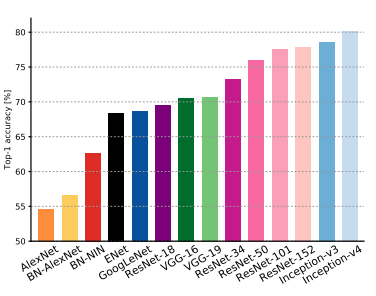 Top-1 accuracy [%]
80
75
70
65
60
55
50
AlexNet
BN-AlexNet
BN-NIN
ENet
GoogLeNet
ResNet-18
VGG-16
VGG-19
ResNet-34
ResNet-50
ResNet-101
ResNet-152
Inception-v3
Inception-v4